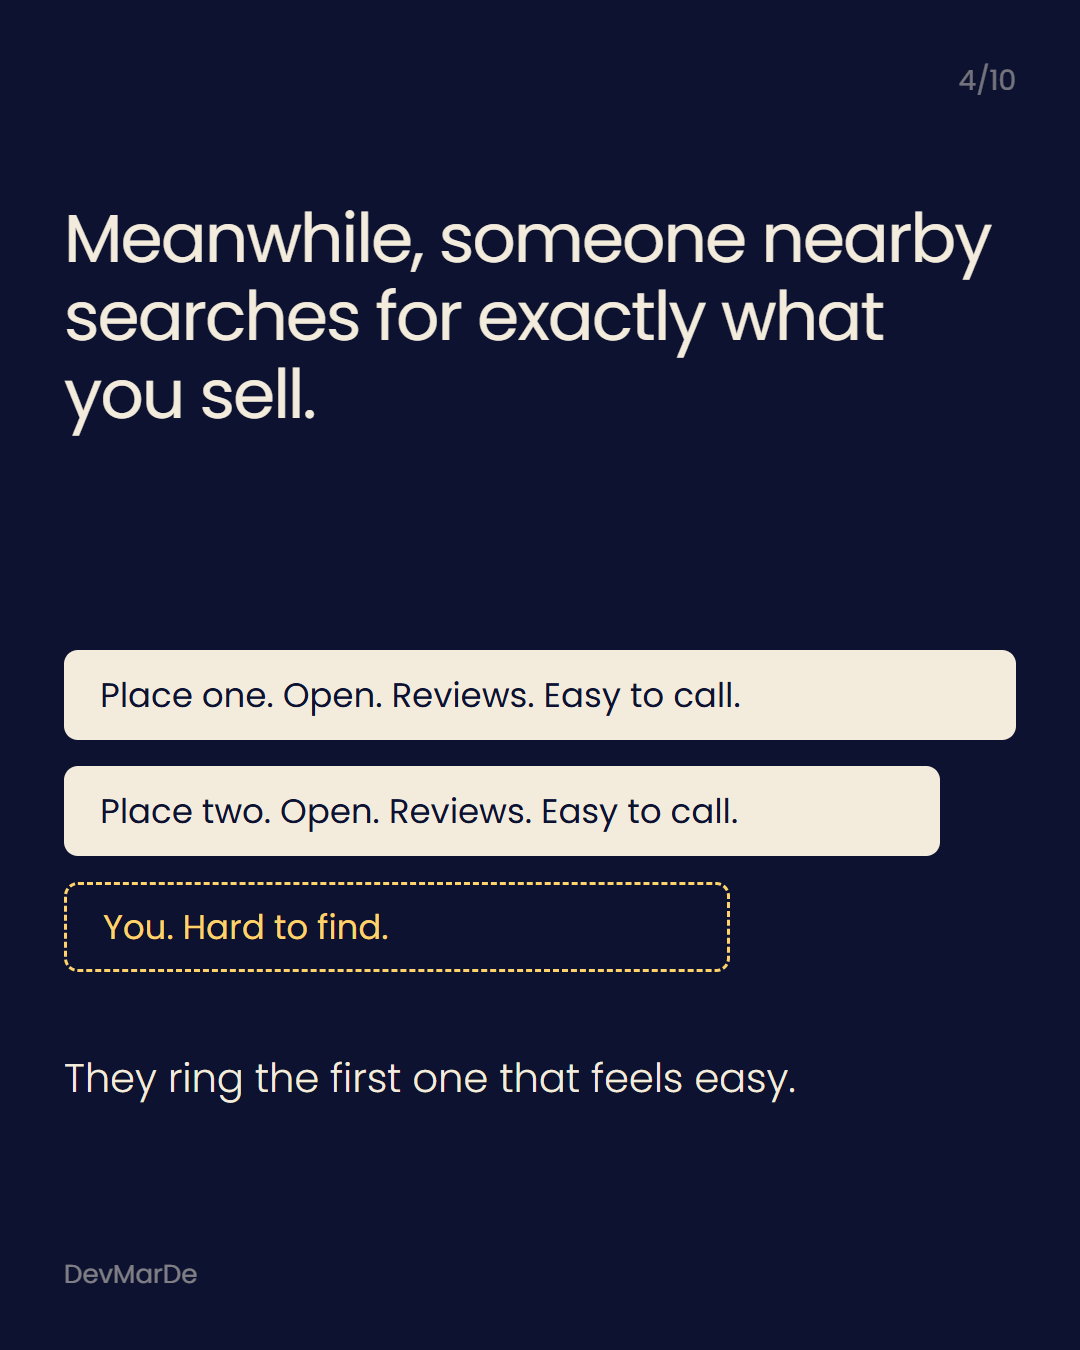 4/10
Meanwhile, someone nearby
searches for exactly what
you sell.
Place one. Open. Reviews. Easy to call.
Place two. Open. Reviews. Easy to call.
You. Hard to find.
They ring the first one that feels easy.
DevMarDe